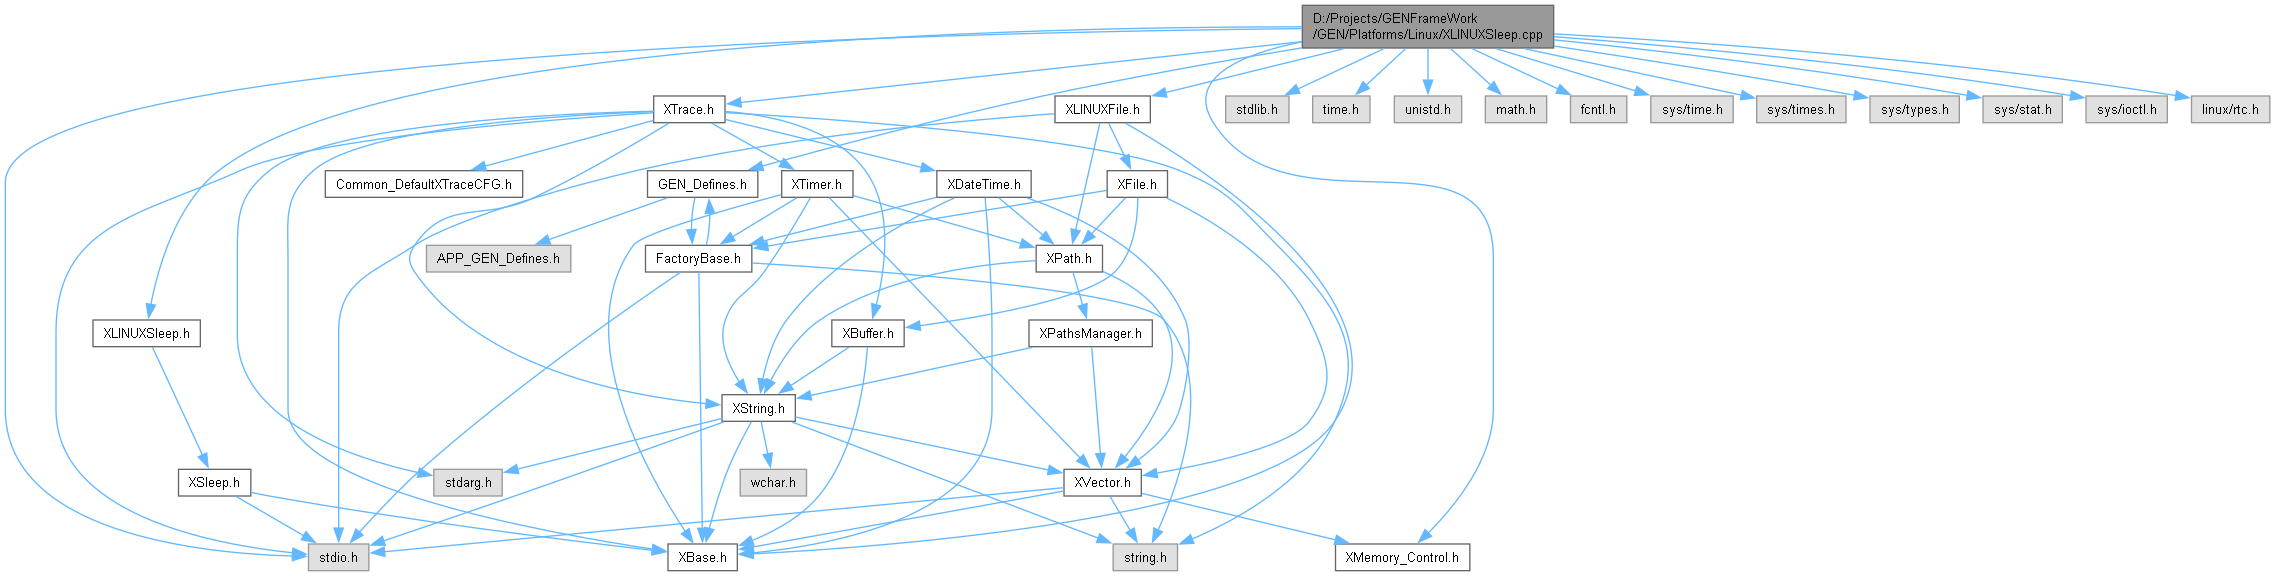 D:/Projects/GENFrameWork
/GEN/Platforms/Linux/XLINUXSleep.cpp
XTrace.h
XLINUXFile.h
stdlib.h
time.h
unistd.h
math.h
fcntl.h
sys/time.h
sys/times.h
sys/types.h
sys/stat.h
sys/ioctl.h
linux/rtc.h
Common_DefaultXTraceCFG.h
GEN_Defines.h
XTimer.h
XDateTime.h
XFile.h
APP_GEN_Defines.h
FactoryBase.h
XPath.h
XLINUXSleep.h
XBuffer.h
XPathsManager.h
XString.h
XSleep.h
stdarg.h
wchar.h
XVector.h
stdio.h
XBase.h
string.h
XMemory_Control.h